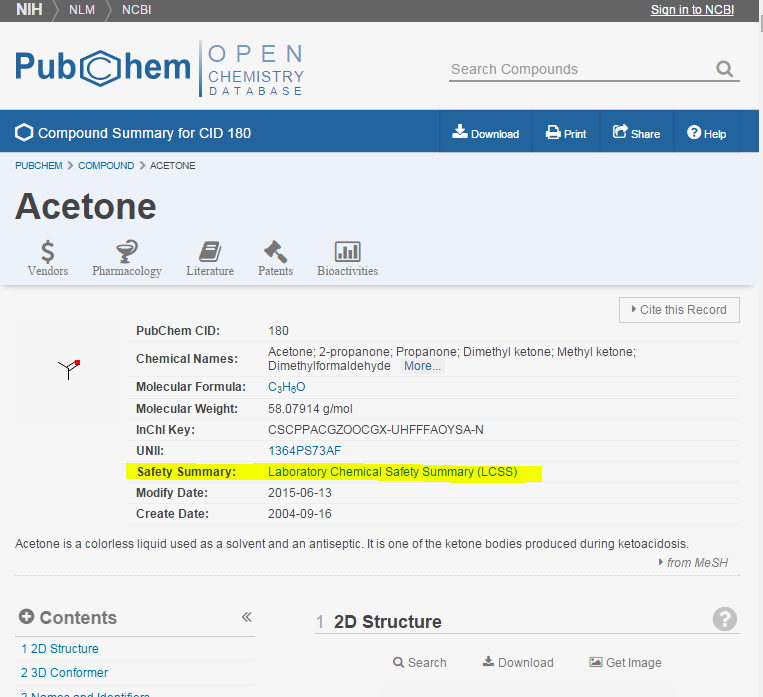 NIH NLM NCBI Sign in to NCBI
PubChem OPEN
CHEMISTRY
DATABASE
Search Compounds
Compound Summary for CID 180 Download Print Share Help
PUBCHEM > COMPOUND > ACETONE
Acetone
Vendors Pharmacology Literature Patents Bioactivities
Cite this Record
PubChem CID: 180
Chemical Names: Acetone; 2-propanone; Propanone; Dimethyl ketone; Methyl ketone;
Dimethylformaldehyde More...
Molecular Formula: C₃H₆O
Molecular Weight: 58.07914 g/mol
InChI Key: CSCPPACGZOOCGX-UHFFFAOYSA-N
UNII: 1364PS73AF
Safety Summary: Laboratory Chemical Safety Summary (LCSS)
Modify Date: 2015-06-13
Create Date: 2004-09-16
Acetone is a colorless liquid used as a solvent and an antiseptic. It is one of the ketone bodies produced during ketoacidosis.
from MeSH
Contents «
1 2D Structure
2 3D Conformer
3 Names and Identifiers
1 2D Structure ?
Search Download Get Image